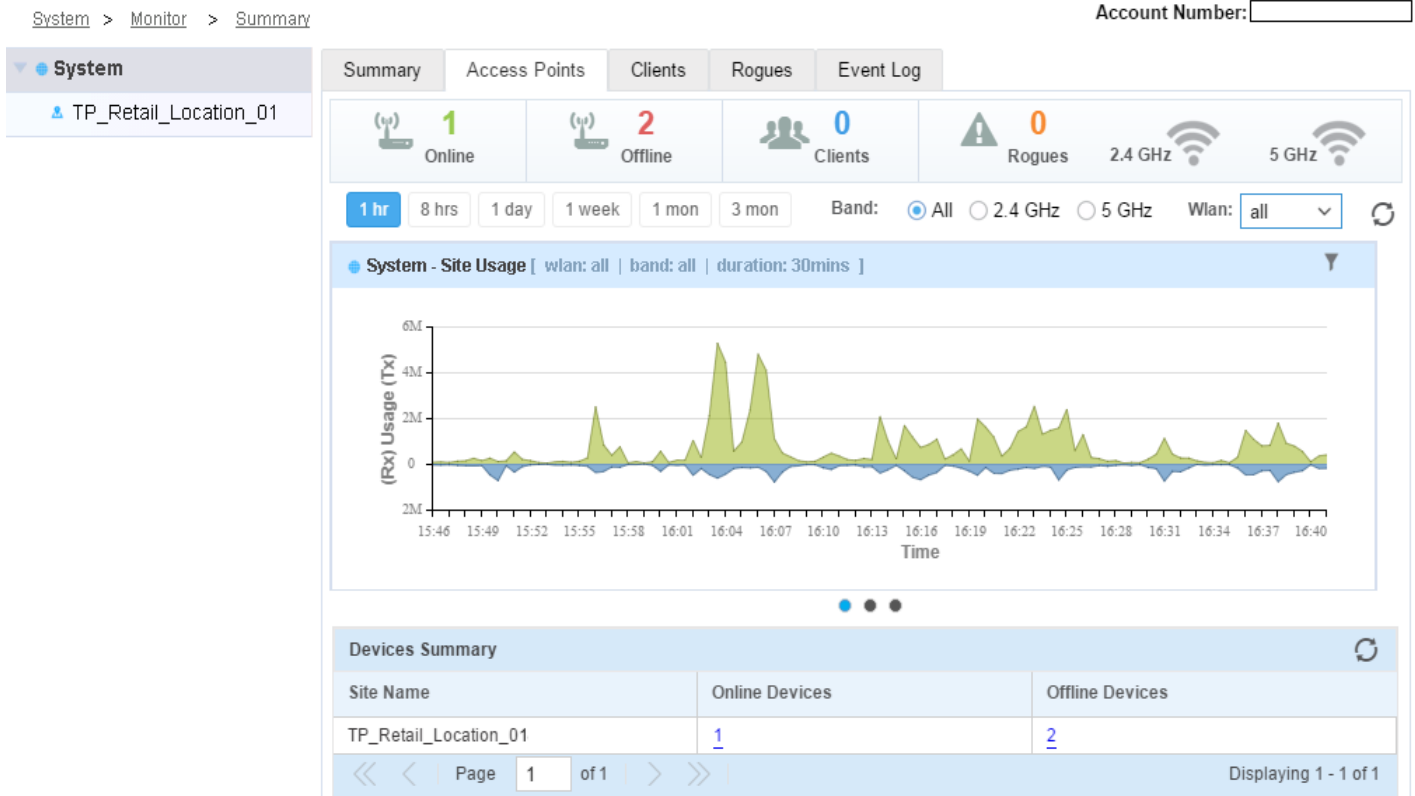 System > Monitor > Summary
Account Number:
System
TP_Retail_Location_01
Summary Access Points Clients Rogues Event Log
1 Online
2 Offline
0 Clients
0 Rogues
2.4 GHz
5 GHz
1 hr 8 hrs 1 day 1 week 1 mon 3 mon Band: All 2.4 GHz 5 GHz Wlan: all
System - Site Usage [ wlan: all | band: all | duration: 30mins ]
(Rx) Usage (Tx)
6M
4M
2M
0
2M
15:46 15:49 15:52 15:55 15:58 16:01 16:04 16:07 16:10 16:13 16:16 16:19 16:22 16:25 16:28 16:31 16:34 16:37 16:40
Time
Devices Summary
Site Name Online Devices Offline Devices
TP_Retail_Location_01 1 2
Page 1 of 1 Displaying 1 - 1 of 1